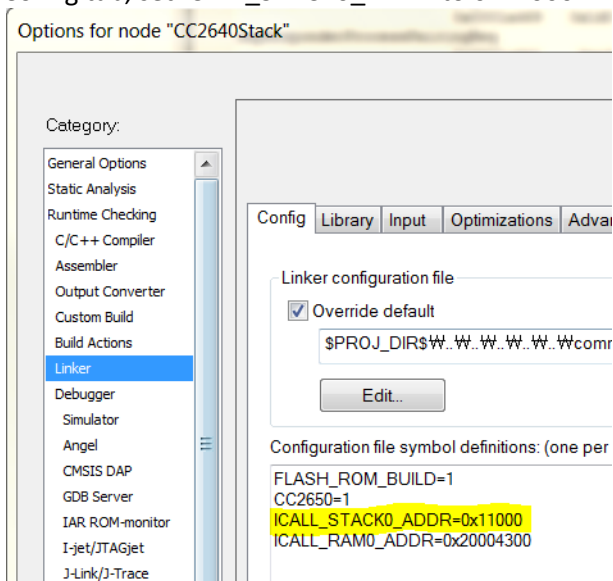 Options for node "CC2640Stack"
Category:
General Options
Static Analysis
Runtime Checking
C/C++ Compiler
Assembler
Output Converter
Custom Build
Build Actions
Linker
Debugger
Simulator
Angel
CMSIS DAP
GDB Server
IAR ROM-monitor
I-jet/JTAGjet
J-Link/J-Trace
Config Library Input Optimizations Advan
Linker configuration file
Override default
$PROJ_DIR$₩..₩..₩..₩..₩..₩comm
Edit...
Configuration file symbol definitions: (one per
FLASH_ROM_BUILD=1
CC2650=1
ICALL_STACK0_ADDR=0x11000
ICALL_RAM0_ADDR=0x20004300